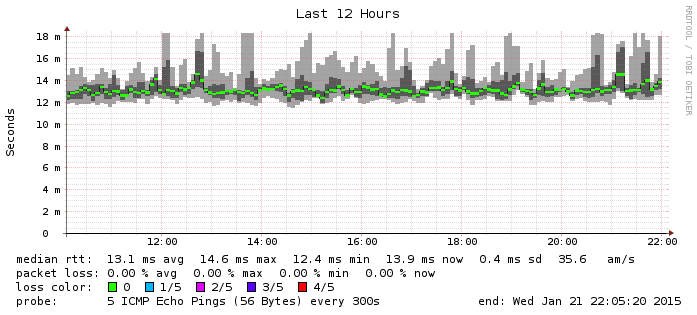 Last 12 Hours
RRDTOOL / TOBI OETIKER
Seconds
18 m
16 m
14 m
12 m
10 m
8 m
6 m
4 m
2 m
0
12:00 14:00 16:00 18:00 20:00 22:00
median rtt: 13.1 ms avg 14.6 ms max 12.4 ms min 13.9 ms now 0.4 ms sd 35.6 am/s
packet loss: 0.00 % avg 0.00 % max 0.00 % min 0.00 % now
loss color: 0 1/5 2/5 3/5 4/5
probe: 5 ICMP Echo Pings (56 Bytes) every 300s end: Wed Jan 21 22:05:20 2015